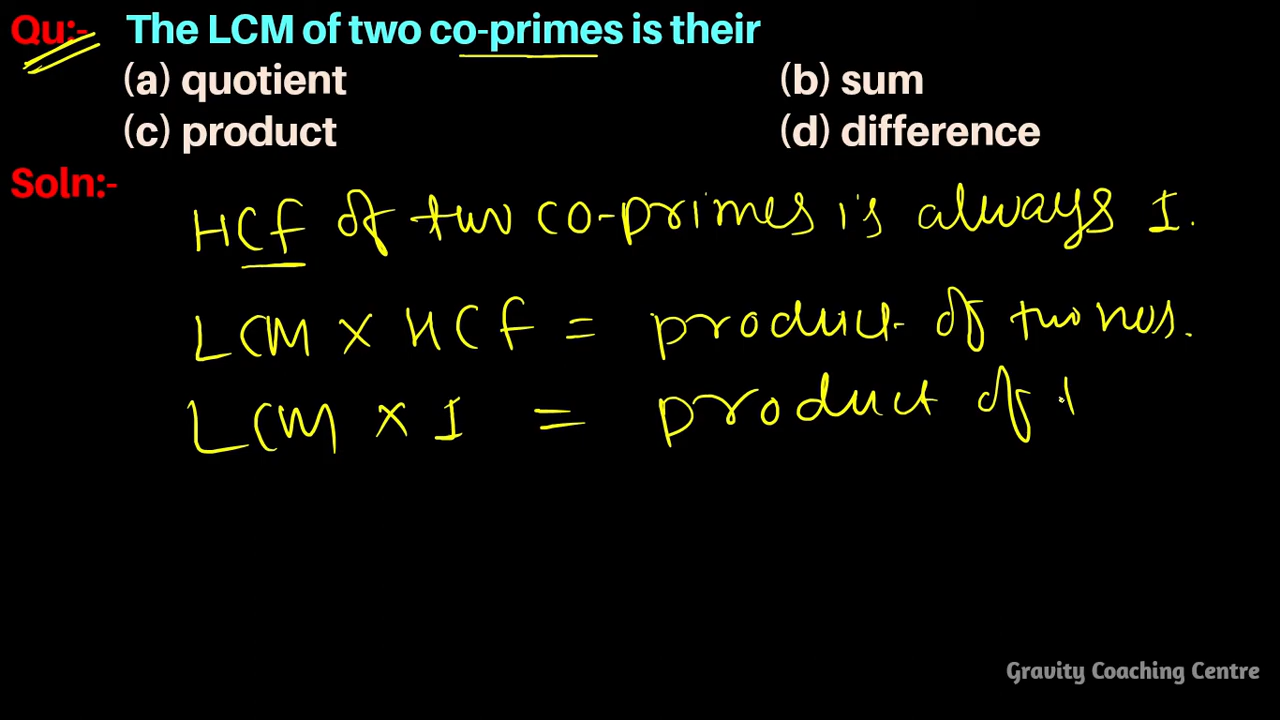 Qu:- The LCM of two co-primes is their
(a) quotient (b) sum
(c) product (d) difference
Soln:-
HCF of two co-primes is always 1.
LCM X HCF = product of two nos.
LCM X 1 = product of
Gravity Coaching Centre